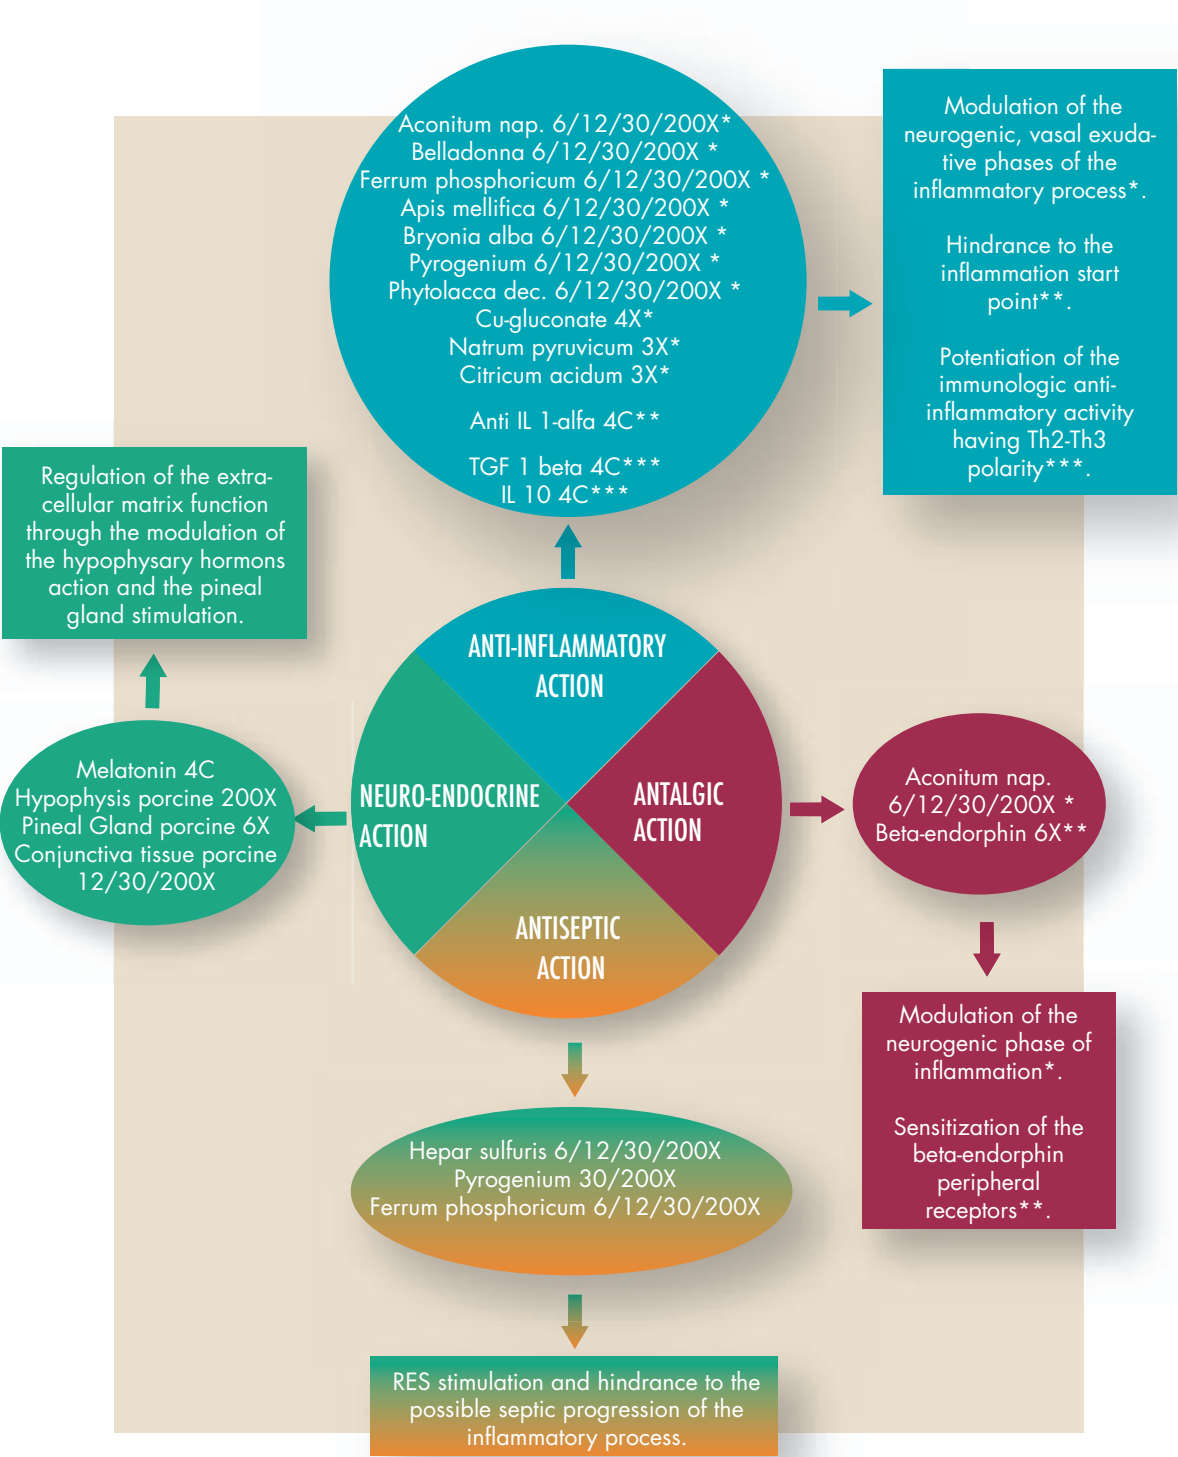 Aconitum nap. 6/12/30/200X*
Belladonna 6/12/30/200X *
Ferrum phosphoricum 6/12/30/200X *
Apis mellifica 6/12/30/200X *
Bryonia alba 6/12/30/200X *
Pyrogenium 6/12/30/200X *
Phytolacca dec. 6/12/30/200X *
Cu-gluconate 4X*
Natrum pyruvicum 3X*
Citricum acidum 3X*
Anti IL 1-alfa 4C**
TGF 1 beta 4C***
IL 10 4C***
Modulation of the
neurogenic, vasal exuda-
tive phases of the
inflammatory process*.
Hindrance to the
inflammation start
point**.
Potentiation of the
immunologic anti-
inflammatory activity
having Th2-Th3
polarity***.
Regulation of the extra-
cellular matrix function
through the modulation of
the hypophysary hormons
action and the pineal
gland stimulation.
ANTI-INFLAMMATORY
ACTION
Melatonin 4C
Hypophysis porcine 200X
Pineal Gland porcine 6X
Conjunctiva tissue porcine
12/30/200X
NEURO-ENDOCRINE
ACTION
ANTALGIC
ACTION
Aconitum nap.
6/12/30/200X *
Beta-endorphin 6X**
ANTISEPTIC
ACTION
Modulation of the
neurogenic phase of
inflammation*.
Sensitization of the
beta-endorphin
peripheral
receptors**.
Hepar sulfuris 6/12/30/200X
Pyrogenium 30/200X
Ferrum phosphoricum 6/12/30/200X
RES stimulation and hindrance to the
possible septic progression of the
inflammatory process.